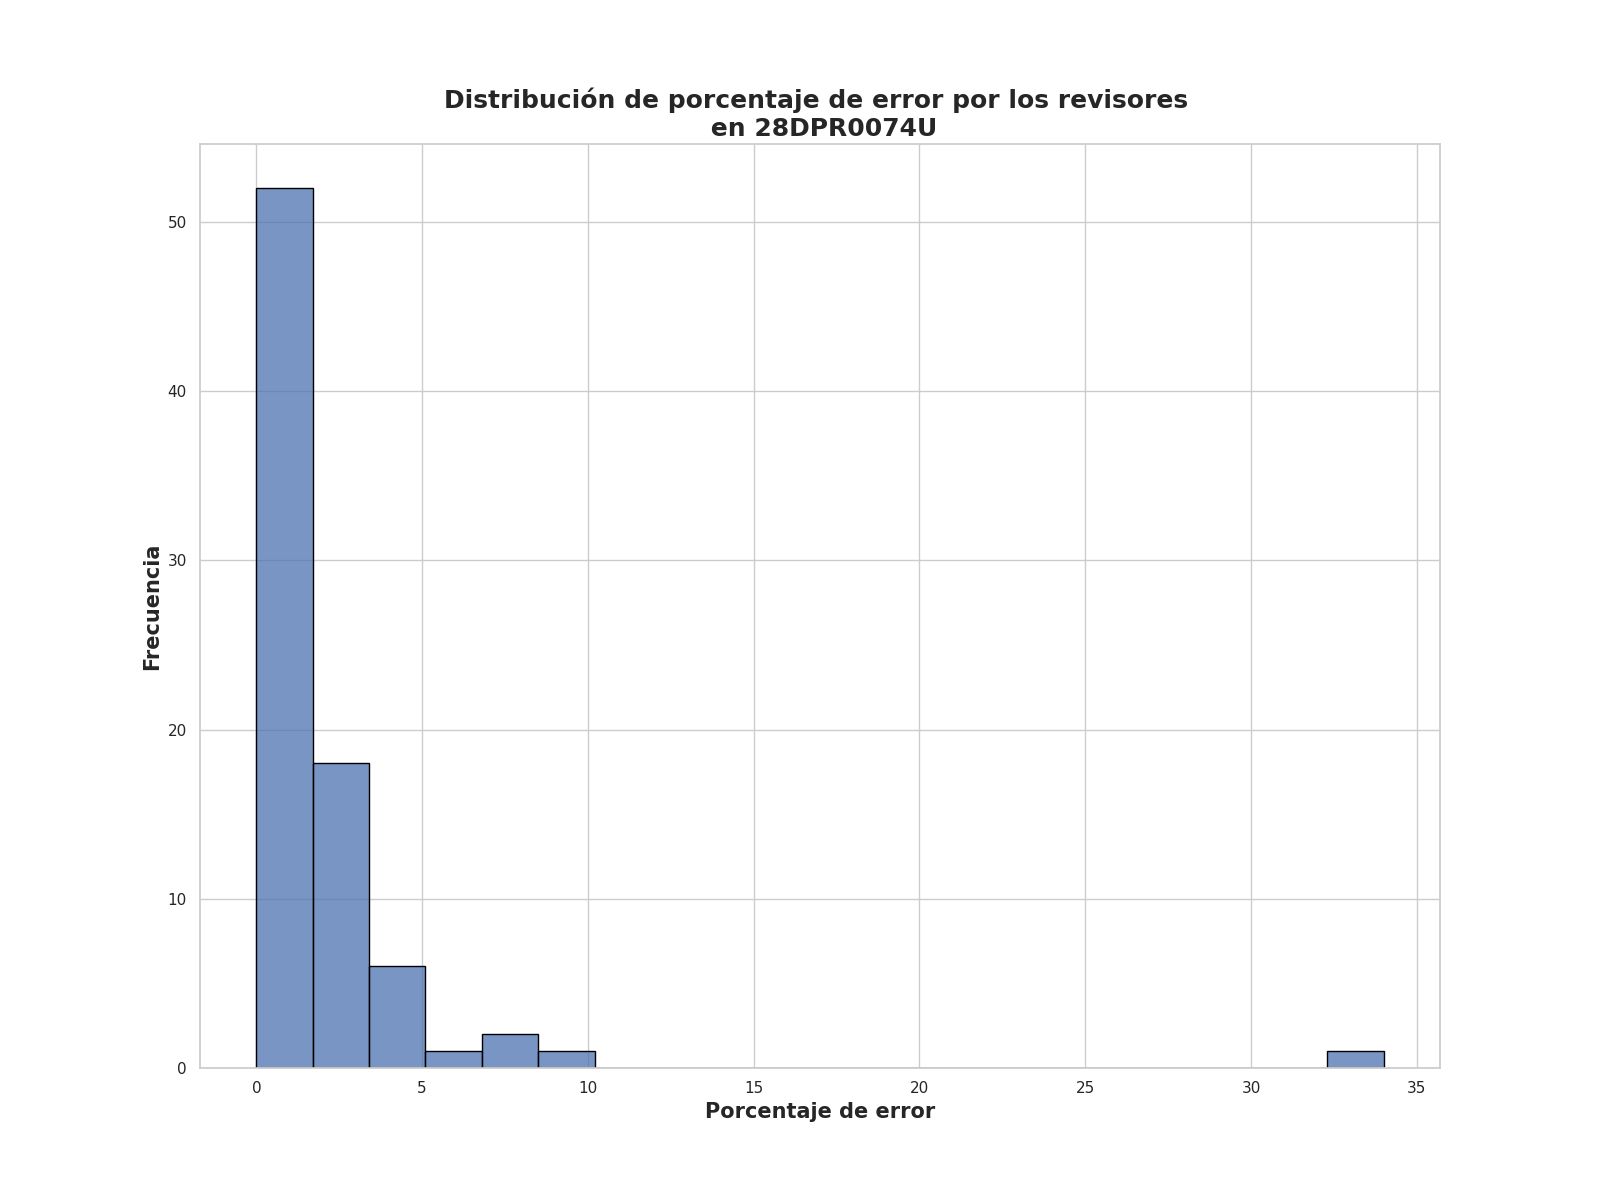 Distribución de porcentaje de error por los revisores
en 28DPR0074U
50
40
30
20
10
0
Frecuencia
0 5 10 15 20 25 30 35
Porcentaje de error